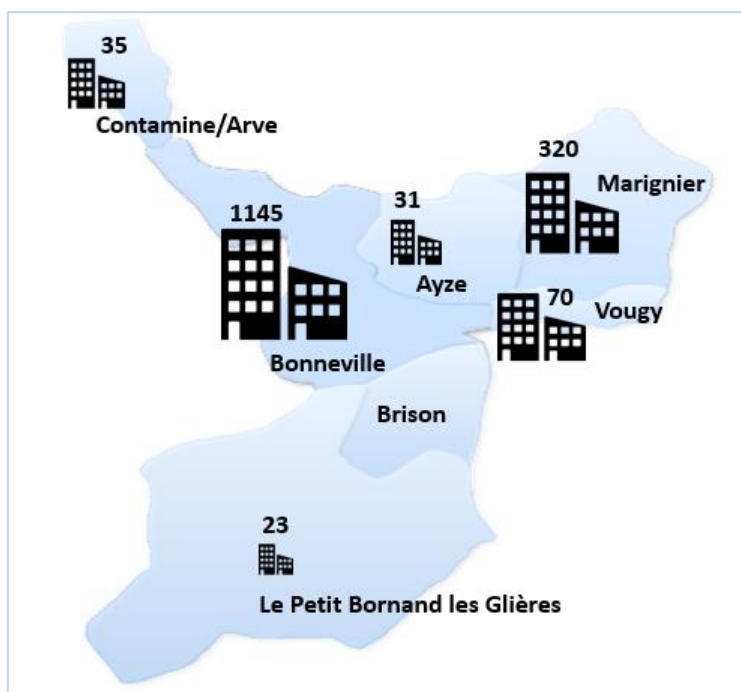 35
Contamine/Arve
320
Marignier
1145
31
Ayze
70
Vougy
Bonneville
Brison
23
Le Petit Bornand les Glières